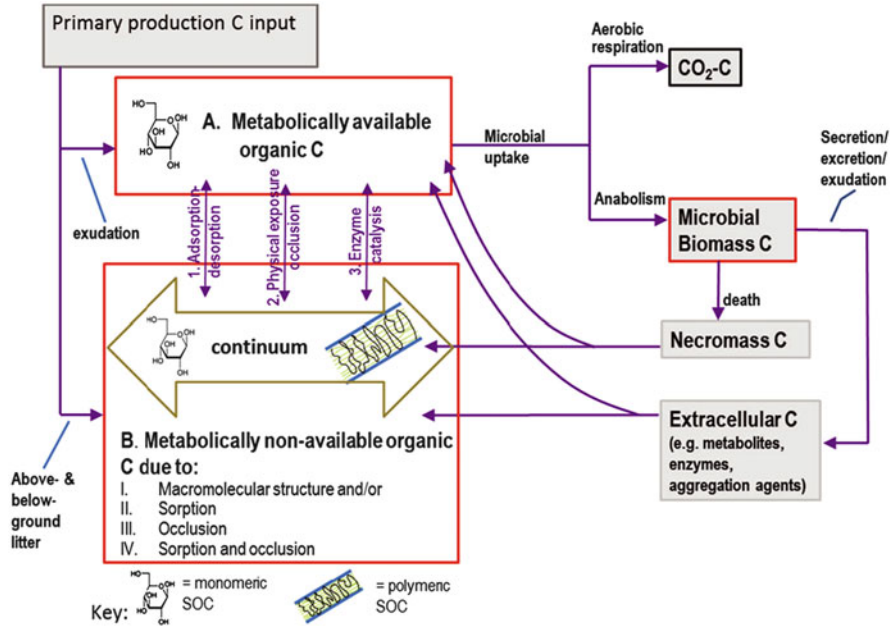 Primary production C input
Aerobic
respiration
CO₂-C
A. Metabolically available
organic C
Microbial
uptake
Secretion/
excretion/
exudation
exudation
Anabolism
Microbial
Biomass C
1. Adsorption-
desorption
2. Physical exposure
occlusion
3. Enzyme
catalysis
death
continuum
Necromass C
B. Metabolically non-available organic
C due to:
I. Macromolecular structure and/or
II. Sorption
III. Occlusion
IV. Sorption and occlusion
Extracellular C
(e.g. metabolites,
enzymes,
aggregation agents)
Above- &
below-
ground
litter
Key:
= monomeric
SOC
= polymeric
SOC